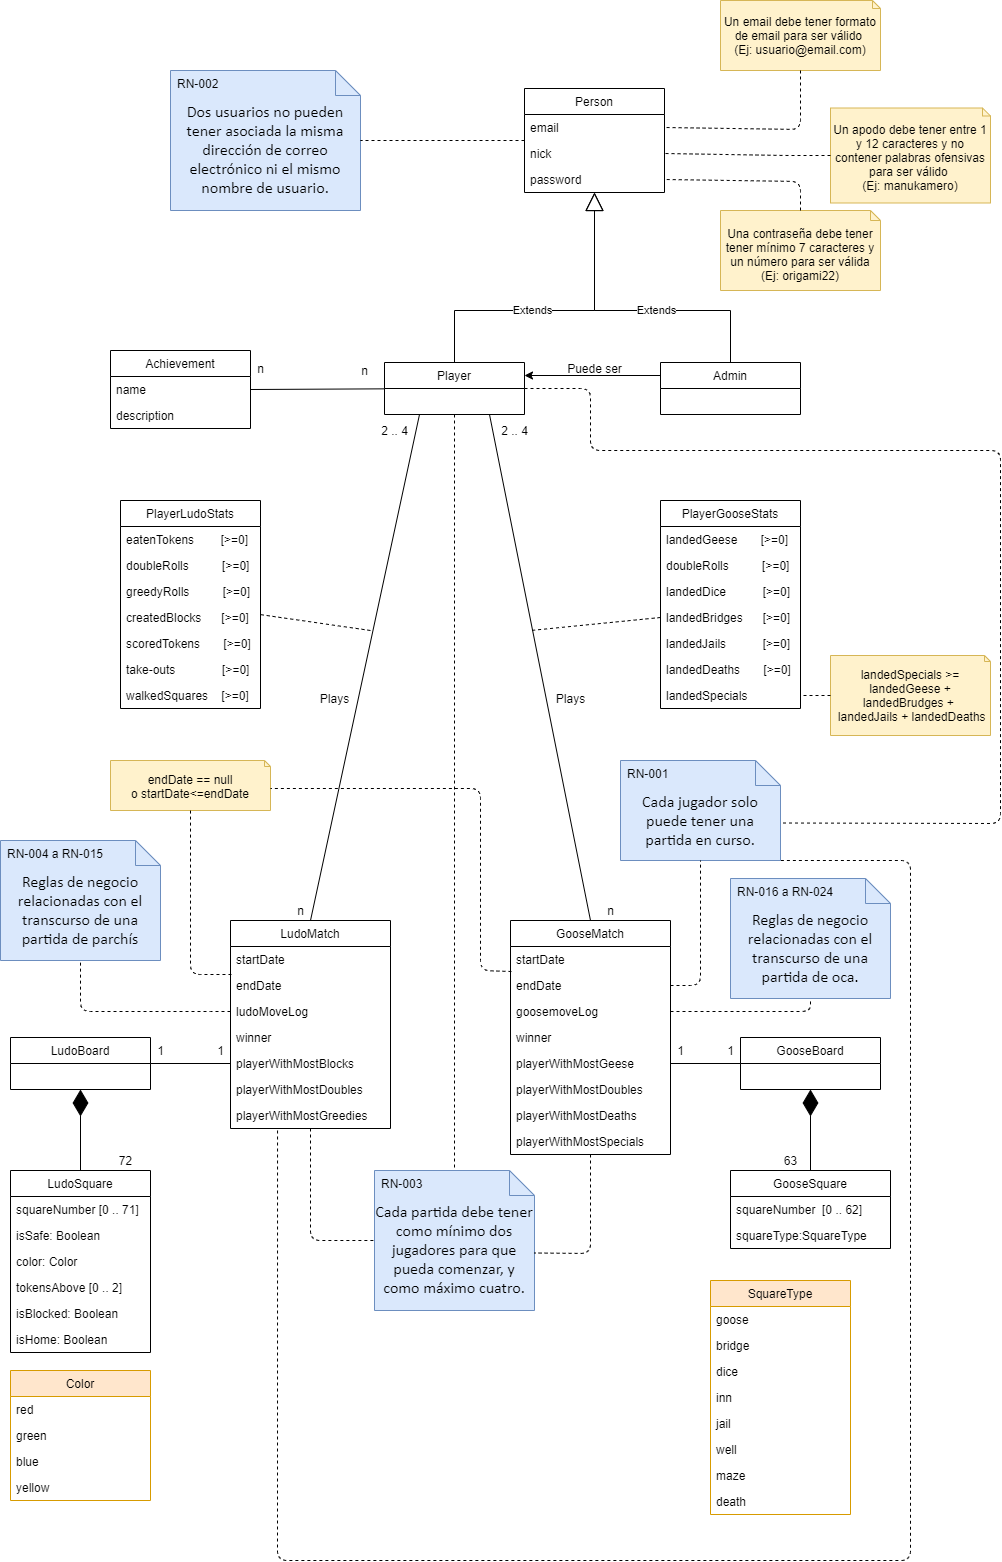 Un email debe tener formato
de email para ser válido
(Ej: usuario@email.com)
RN-002
Dos usuarios no pueden
tener asociada la misma
dirección de correo
electrónico ni el mismo
nombre de usuario.
Person
email
nick
password
Un apodo debe tener entre 1
y 12 caracteres y no
contener palabras ofensivas
para ser válido
(Ej: manukamero)
Una contraseña debe tener
tener mínimo 7 caracteres y
un número para ser válida
(Ej: origami22)
Extends
Extends
Achievement
name
description
n
n
Player
Puede ser
Admin
2 .. 4
2 .. 4
PlayerLudoStats
eatenTokens [>=0]
doubleRolls [>=0]
greedyRolls [>=0]
createdBlocks [>=0]
scoredTokens [>=0]
take-outs [>=0]
walkedSquares [>=0]
PlayerGooseStats
landedGeese [>=0]
doubleRolls [>=0]
landedDice [>=0]
landedBridges [>=0]
landedJails [>=0]
landedDeaths [>=0]
landedSpecials
landedSpecials >=
landedGeese +
landedBrudges +
landedJails + landedDeaths
Plays
Plays
endDate == null
o startDate<=endDate
RN-001
Cada jugador solo
puede tener una
partida en curso.
RN-004 a RN-015
Reglas de negocio
relacionadas con el
transcurso de una
partida de parchís
RN-016 a RN-024
Reglas de negocio
relacionadas con el
transcurso de una
partida de oca.
n
n
LudoMatch
startDate
endDate
ludoMoveLog
winner
playerWithMostBlocks
playerWithMostDoubles
playerWithMostGreedies
GooseMatch
startDate
endDate
goosemoveLog
winner
playerWithMostGeese
playerWithMostDoubles
playerWithMostDeaths
playerWithMostSpecials
LudoBoard
1
1
1
1
GooseBoard
72
LudoSquare
squareNumber [0 .. 71]
isSafe: Boolean
color: Color
tokensAbove [0 .. 2]
isBlocked: Boolean
isHome: Boolean
RN-003
Cada partida debe tener
como mínimo dos
jugadores para que
pueda comenzar, y
como máximo cuatro.
63
GooseSquare
squareNumber [0 .. 62]
squareType:SquareType
Color
red
green
blue
yellow
SquareType
goose
bridge
dice
inn
jail
well
maze
death